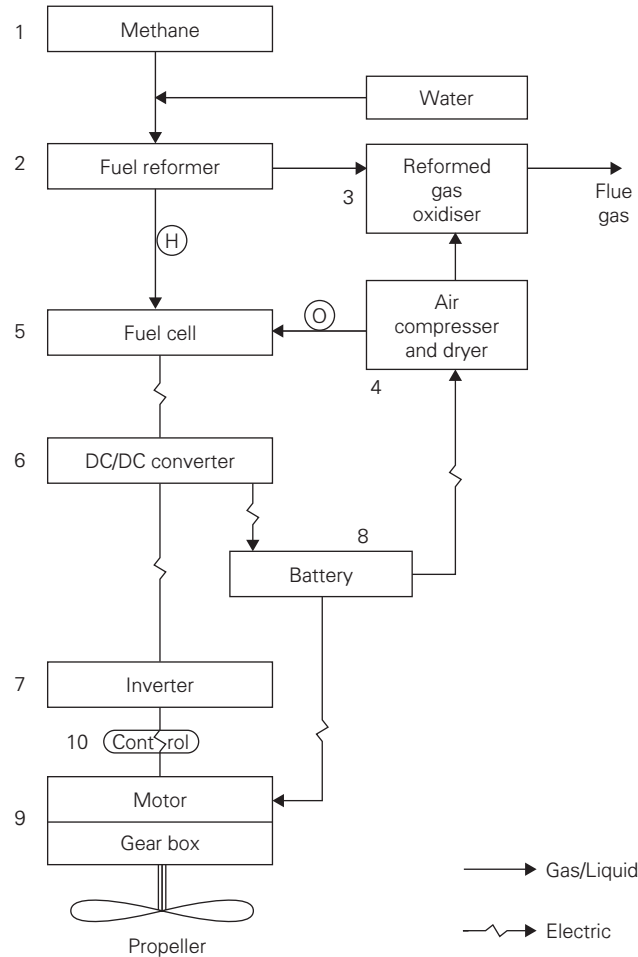 1
Methane
Water
2
Fuel reformer
Reformed
gas
oxidiser
3
Flue
gas
H
5
Fuel cell
O
Air
compresser
and dryer
4
6
DC/DC converter
8
Battery
7
Inverter
10
Control
9
Motor
Gear box
Gas/Liquid
Electric
Propeller